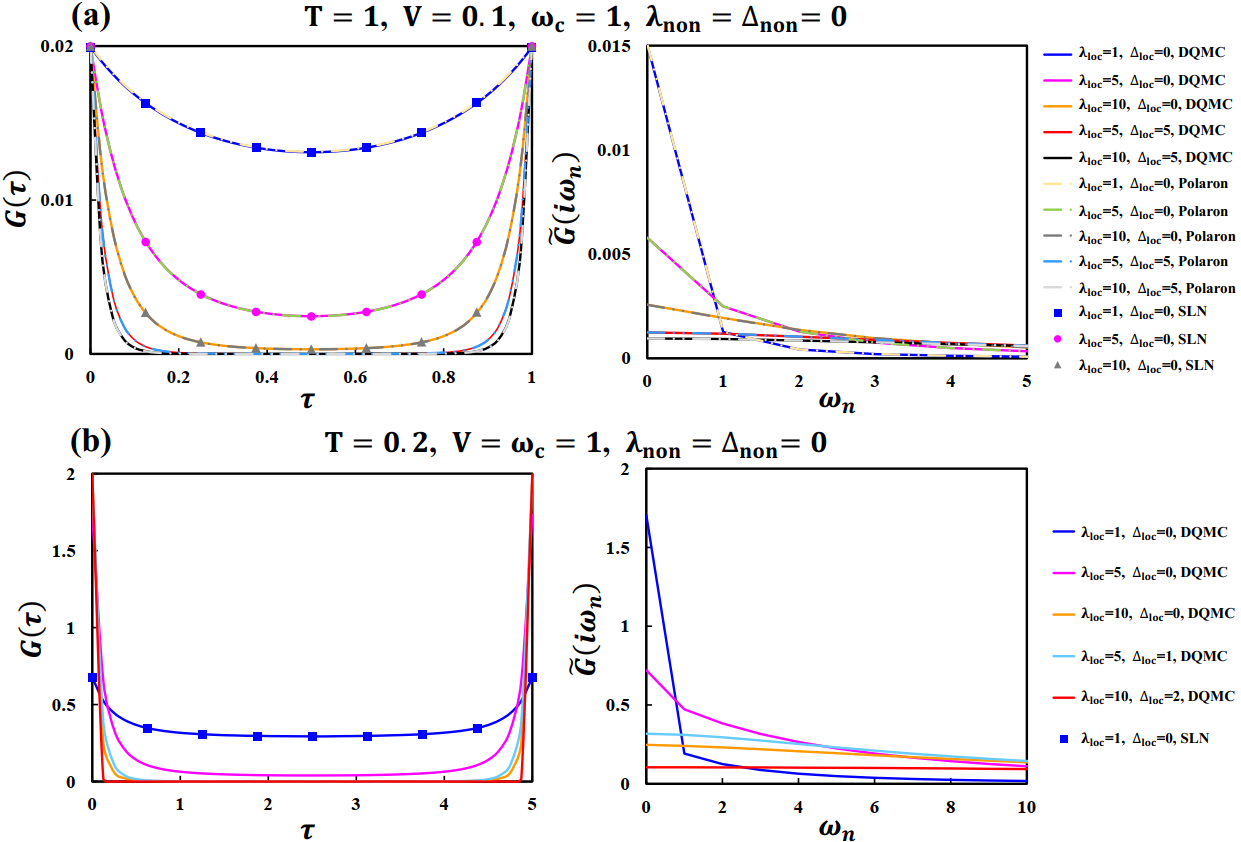 (a) T = 1, V = 0.1, ω_c = 1, λ_non = Δ_non = 0
G(τ)
0.02
0.01
0
0 0.2 0.4 0.6 0.8 1
τ
G̃(iω_n)
0.015
0.01
0.005
0
0 1 2 3 4 5
ω_n
λ_loc=1, Δ_loc=0, DQMC
λ_loc=5, Δ_loc=0, DQMC
λ_loc=10, Δ_loc=0, DQMC
λ_loc=5, Δ_loc=5, DQMC
λ_loc=10, Δ_loc=5, DQMC
λ_loc=1, Δ_loc=0, Polaron
λ_loc=5, Δ_loc=0, Polaron
λ_loc=10, Δ_loc=0, Polaron
λ_loc=5, Δ_loc=5, Polaron
λ_loc=10, Δ_loc=5, Polaron
λ_loc=1, Δ_loc=0, SLN
λ_loc=5, Δ_loc=0, SLN
λ_loc=10, Δ_loc=0, SLN
(b) T = 0.2, V = ω_c = 1, λ_non = Δ_non = 0
G(τ)
2
1.5
1
0.5
0
0 1 2 3 4 5
τ
G̃(iω_n)
2
1.5
1
0.5
0
0 2 4 6 8 10
ω_n
λ_loc=1, Δ_loc=0, DQMC
λ_loc=5, Δ_loc=0, DQMC
λ_loc=10, Δ_loc=0, DQMC
λ_loc=5, Δ_loc=1, DQMC
λ_loc=10, Δ_loc=2, DQMC
λ_loc=1, Δ_loc=0, SLN